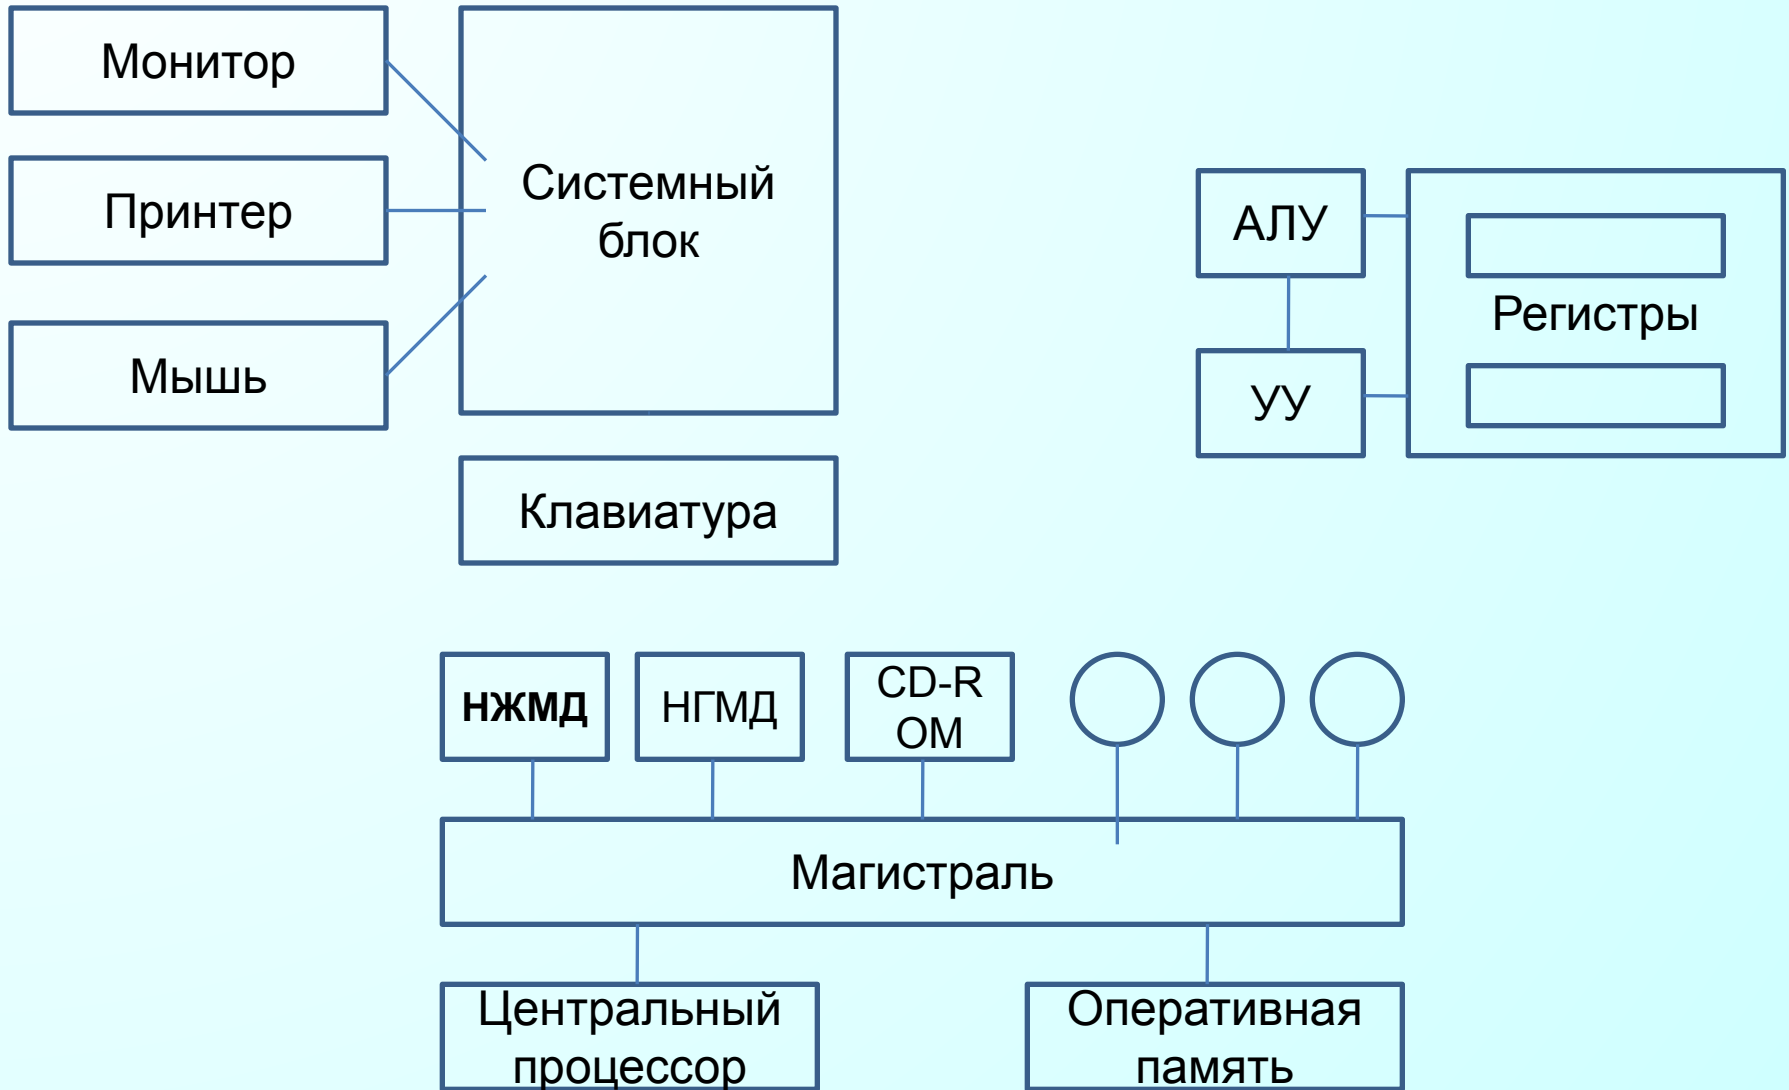 Монитор
Принтер
Мышь
Системный
блок
Клавиатура
АЛУ
УУ
Регистры
НЖМД
НГМД
CD-R
OM
Магистраль
Центральный
процессор
Оперативная
память